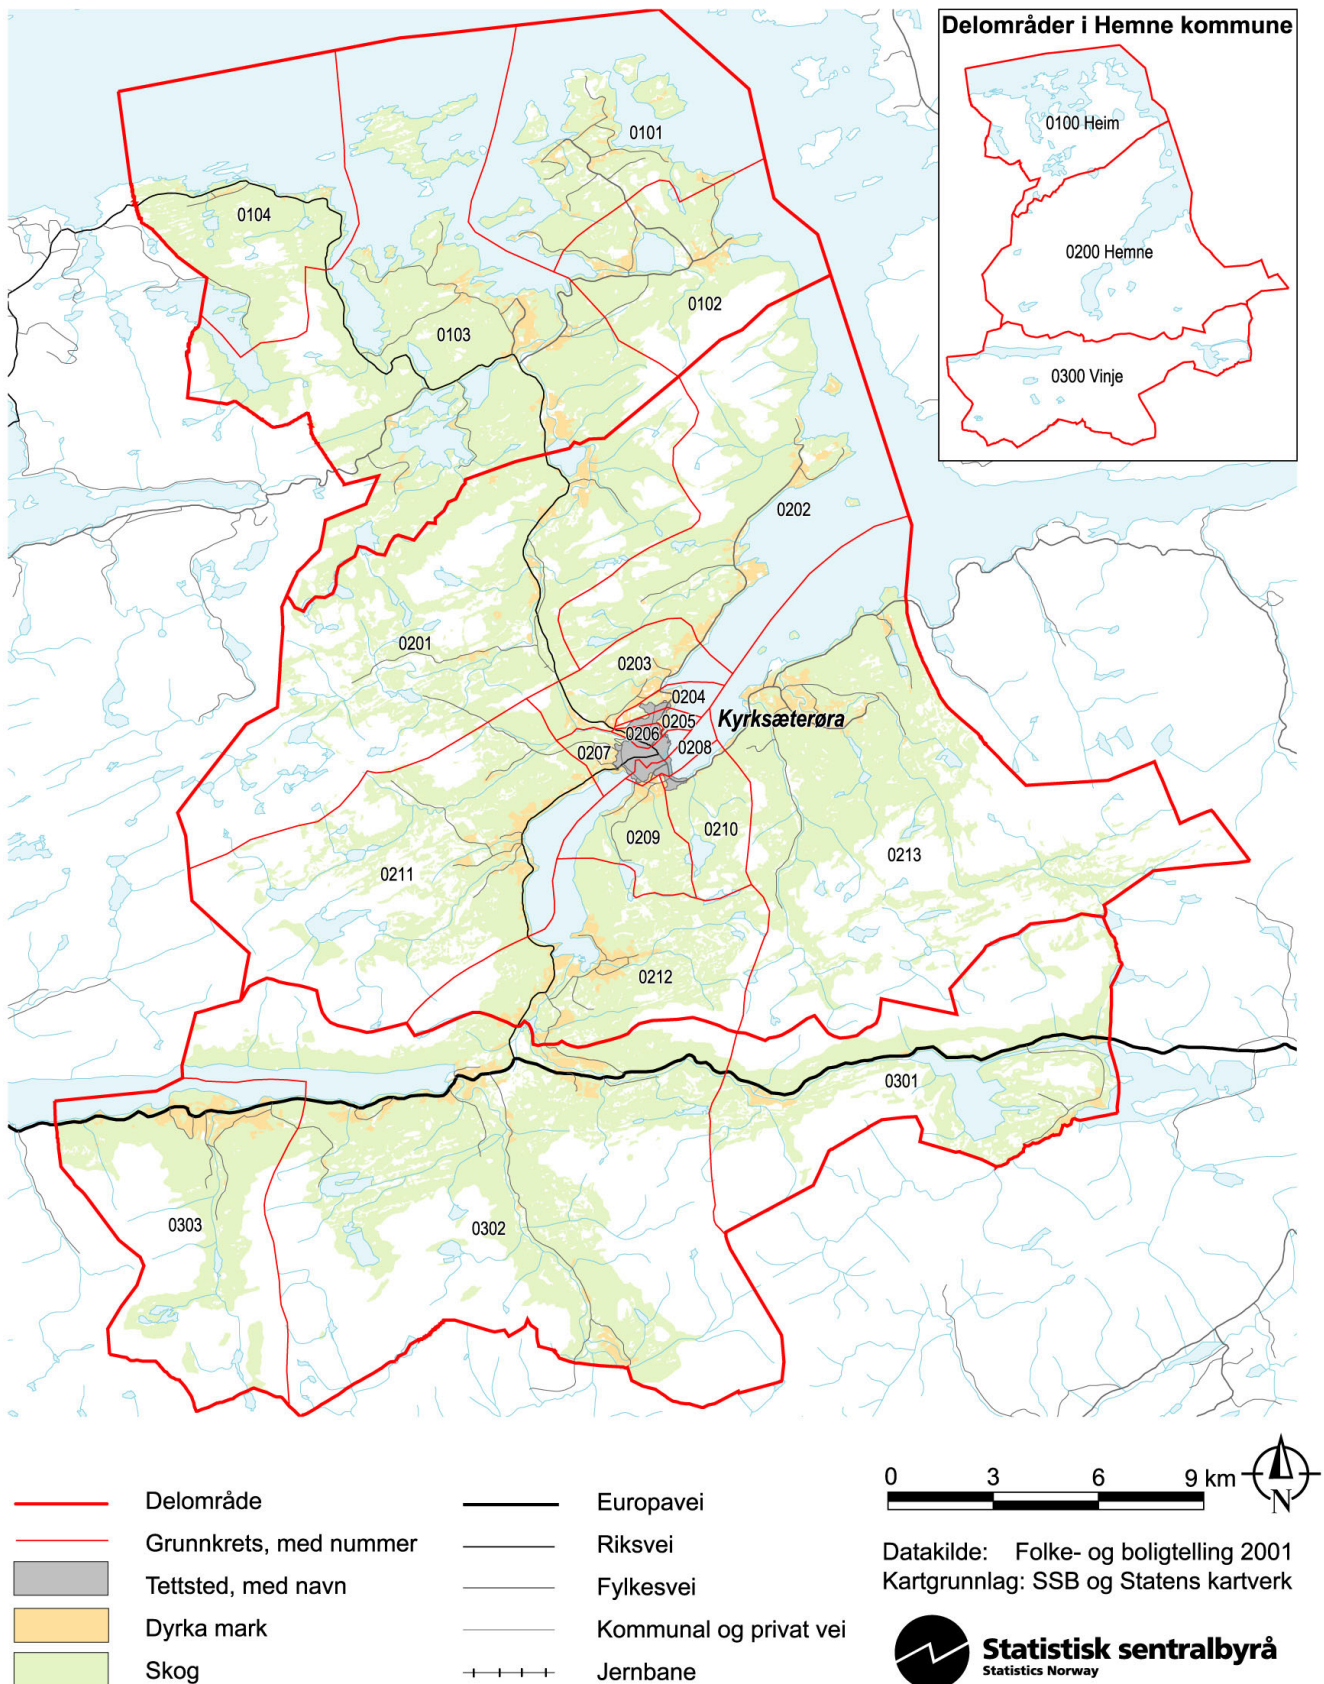 Delområder i Hemne kommune
0100 Heim
0200 Hemne
0300 Vinje
0101
0104
0102
0103
0202
0201
0203
0204
0205
Kyrksæterøra
0206
0207
0208
0209
0210
0213
0211
0212
0301
0303
0302
Delområde
Grunnkrets, med nummer
Tettsted, med navn
Dyrka mark
Skog
Europavei
Riksvei
Fylkesvei
Kommunal og privat vei
Jernbane
0 3 6 9 km
N
Datakilde: Folke- og boligtelling 2001
Kartgrunnlag: SSB og Statens kartverk
Statistisk sentralbyrå
Statistics Norway